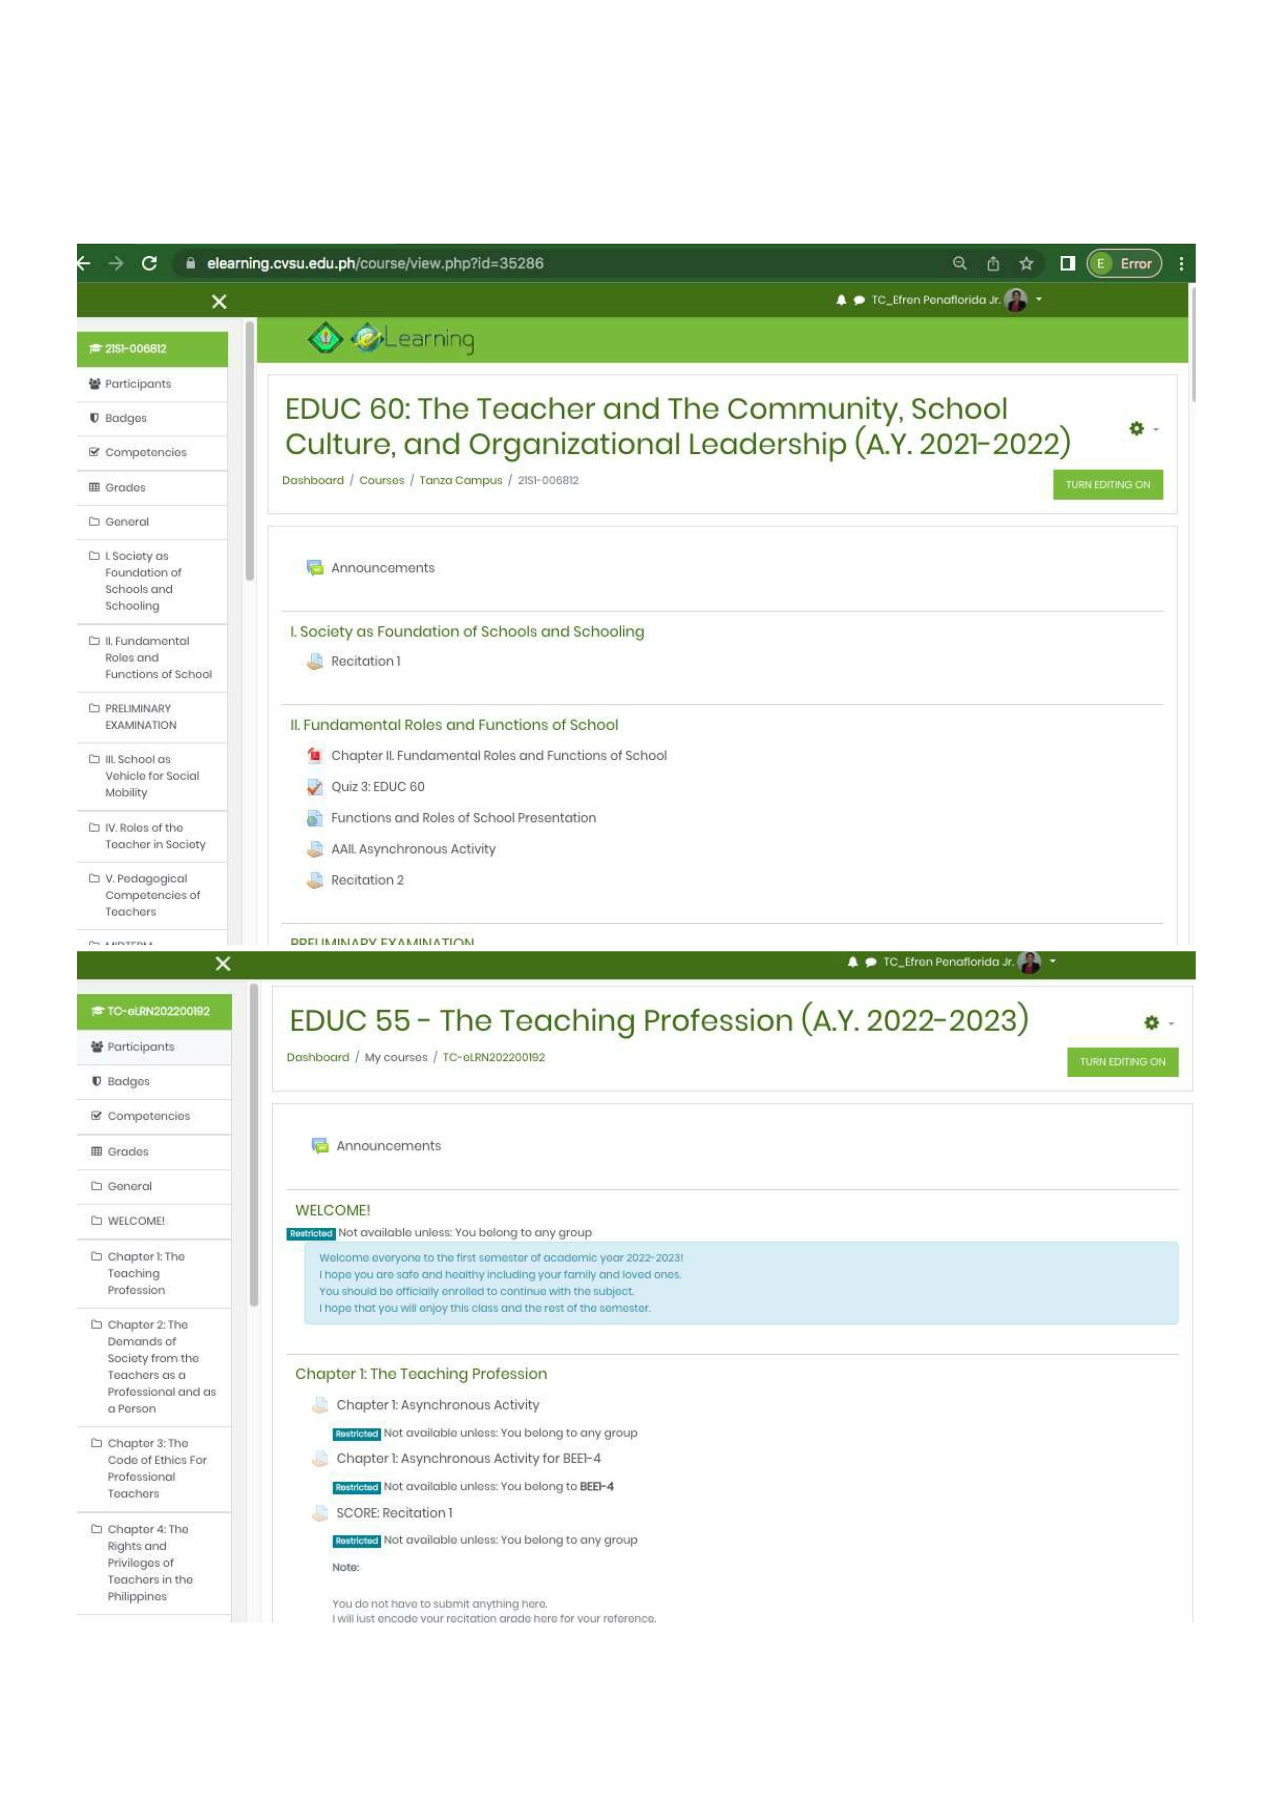 elearning.cvsu.edu.ph/course/view.php?id=35286
E Error
TC_Efren Penaflorida Jr.
eLearning
21S1-006812
Participants
Badges
Competencies
Grades
General
I. Society as
Foundation of
Schools and
Schooling
II. Fundamental
Roles and
Functions of School
PRELIMINARY
EXAMINATION
III. School as
Vehicle for Social
Mobility
IV. Roles of the
Teacher in Society
V. Pedagogical
Competencies of
Teachers
MIDTERM
EDUC 60: The Teacher and The Community, School
Culture, and Organizational Leadership (A.Y. 2021-2022)
Dashboard / Courses / Tanza Campus / 21S1-006812
TURN EDITING ON
Announcements
I. Society as Foundation of Schools and Schooling
Recitation 1
II. Fundamental Roles and Functions of School
Chapter II. Fundamental Roles and Functions of School
Quiz 3: EDUC 60
Functions and Roles of School Presentation
AAII. Asynchronous Activity
Recitation 2
PRELIMINARY EXAMINATION
TC_Efren Penaflorida Jr.
TC-eLRN202200192
Participants
Badges
Competencies
Grades
General
WELCOME!
Chapter 1: The
Teaching
Profession
Chapter 2: The
Demands of
Society from the
Teachers as a
Professional and as
a Person
Chapter 3: The
Code of Ethics For
Professional
Teachers
Chapter 4: The
Rights and
Privileges of
Teachers in the
Philippines
EDUC 55 - The Teaching Profession (A.Y. 2022-2023)
Dashboard / My courses / TC-eLRN202200192
TURN EDITING ON
Announcements
WELCOME!
Restricted Not available unless: You belong to any group
Welcome everyone to the first semester of academic year 2022-2023!
I hope you are safe and healthy including your family and loved ones.
You should be officially enrolled to continue with the subject.
I hope that you will enjoy this class and the rest of the semester.
Chapter 1: The Teaching Profession
Chapter 1: Asynchronous Activity
Restricted Not available unless: You belong to any group
Chapter 1: Asynchronous Activity for BEE1-4
Restricted Not available unless: You belong to BEE1-4
SCORE: Recitation 1
Restricted Not available unless: You belong to any group
Note:
You do not have to submit anything here.
I will just encode your recitation grade here for your reference.